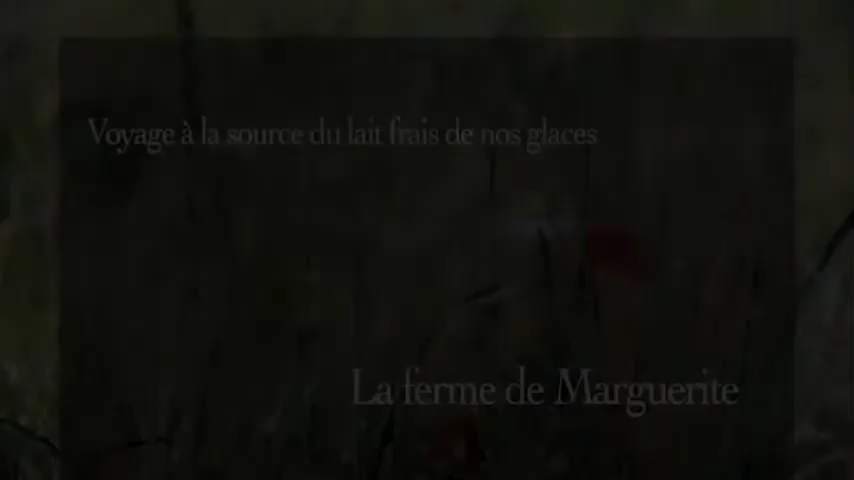 Voyage à la source du lait frais de nos glaces
La ferme de Marguerite